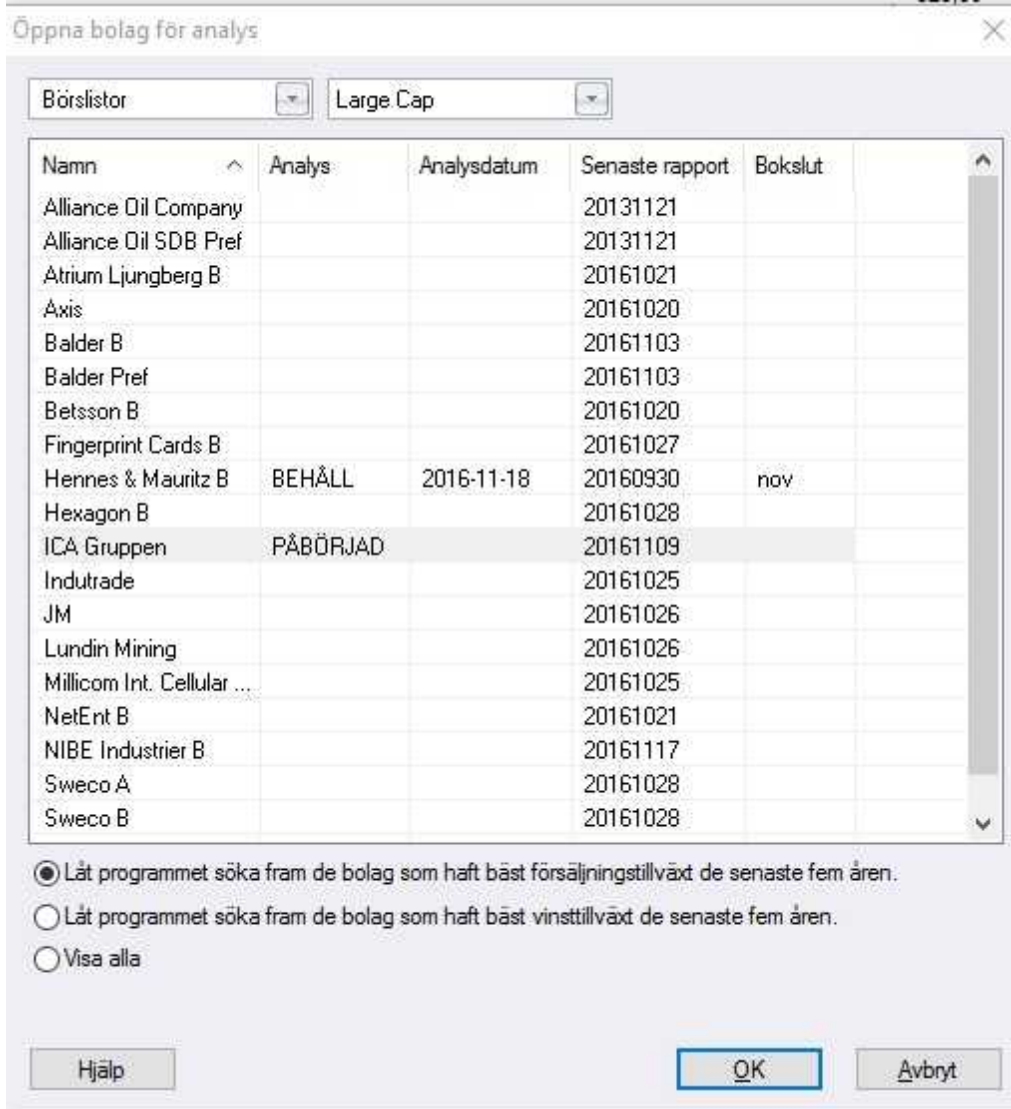 Öppna bolag för analys
Börslistor Large Cap
Namn Analys Analysdatum Senaste rapport Bokslut
Alliance Oil Company 20131121
Alliance Oil SDB Pref 20131121
Atrium Ljungberg B 20161021
Axis 20161020
Balder B 20161103
Balder Pref 20161103
Betsson B 20161020
Fingerprint Cards B 20161027
Hennes & Mauritz B BEHÅLL 2016-11-18 20160930 nov
Hexagon B 20161028
ICA Gruppen PÅBÖRJAD 20161109
Indutrade 20161025
JM 20161026
Lundin Mining 20161026
Millicom Int. Cellular ... 20161025
NetEnt B 20161021
NIBE Industrier B 20161117
Sweco A 20161028
Sweco B 20161028
Låt programmet söka fram de bolag som haft bäst försäljningstillväxt de senaste fem åren.
Låt programmet söka fram de bolag som haft bäst vinsttillväxt de senaste fem åren.
Visa alla
Hjälp OK Avbryt